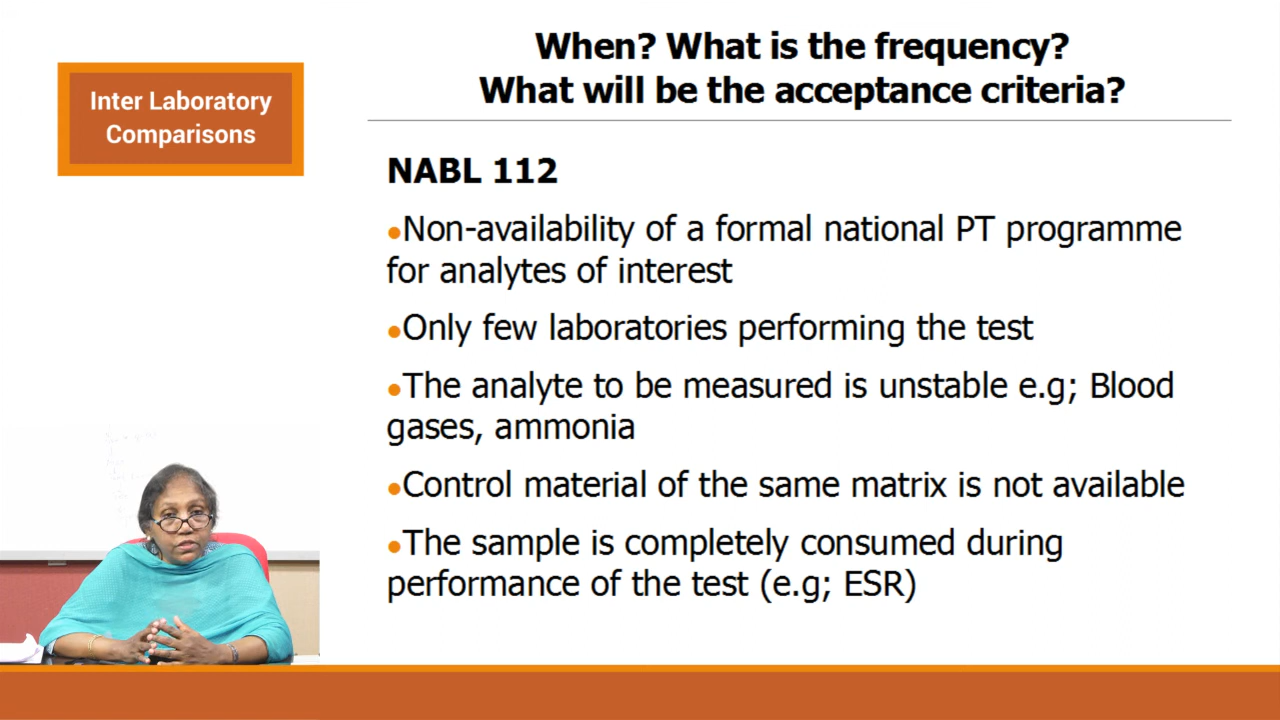 Inter Laboratory
Comparisons
When? What is the frequency?
What will be the acceptance criteria?
NABL 112
●Non-availability of a formal national PT programme
for analytes of interest
●Only few laboratories performing the test
●The analyte to be measured is unstable e.g; Blood
gases, ammonia
●Control material of the same matrix is not available
●The sample is completely consumed during
performance of the test (e.g; ESR)